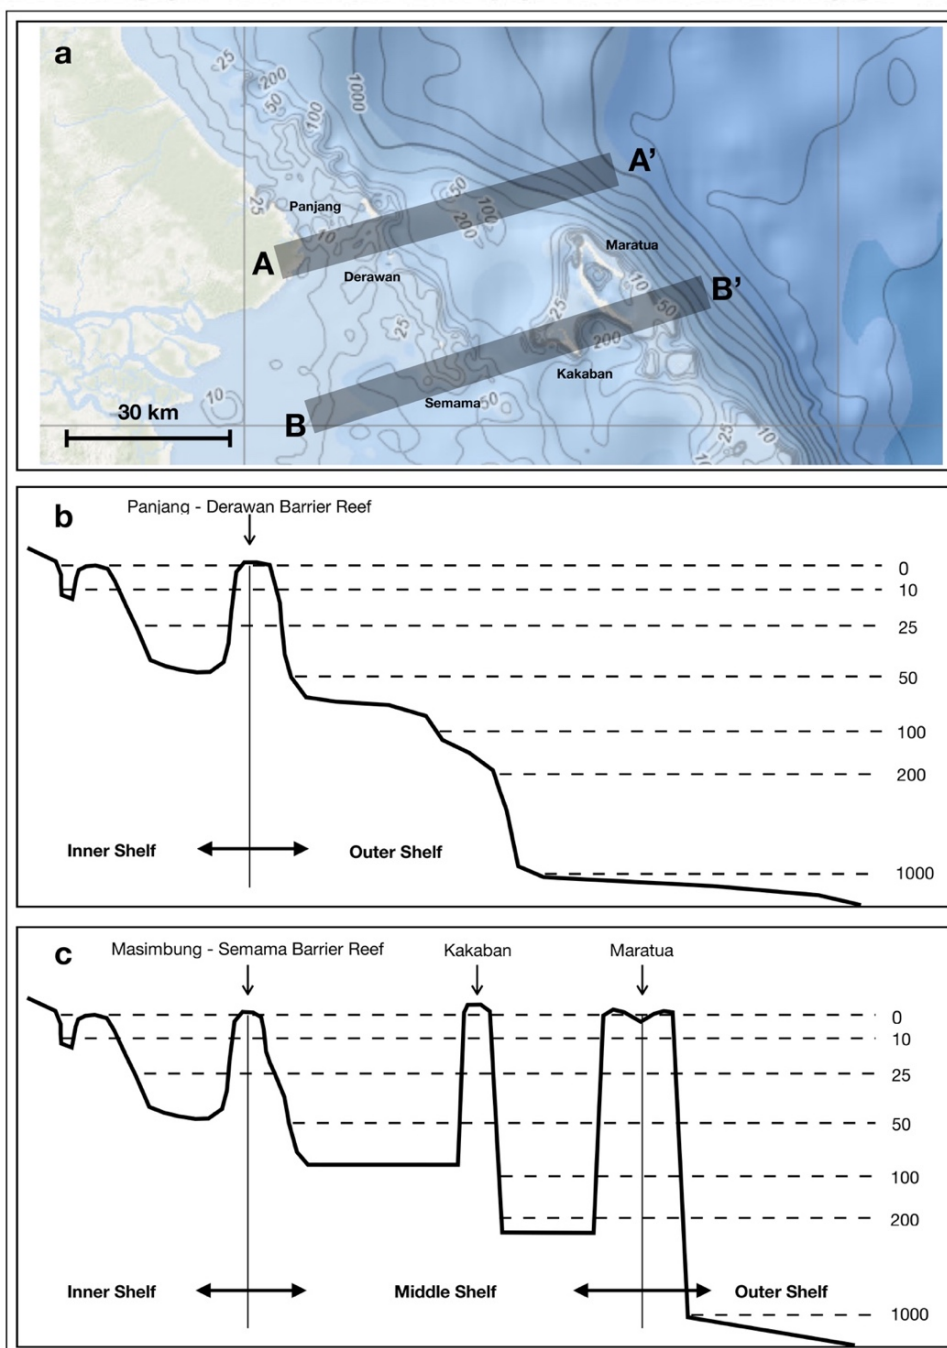 a
25
200
50
100
1000
Panjang
25
10
50
100
200
A'
A
Derawan
Maratua
10
25
50
B'
25
200
Kakaban
Semama
50
10
B
30 km
25
10
10
b
Panjang - Derawan Barrier Reef
0
10
25
50
100
200
Inner Shelf
Outer Shelf
1000
c
Masimbung - Semama Barrier Reef
Kakaban
Maratua
0
10
25
50
100
200
Inner Shelf
Middle Shelf
Outer Shelf
1000